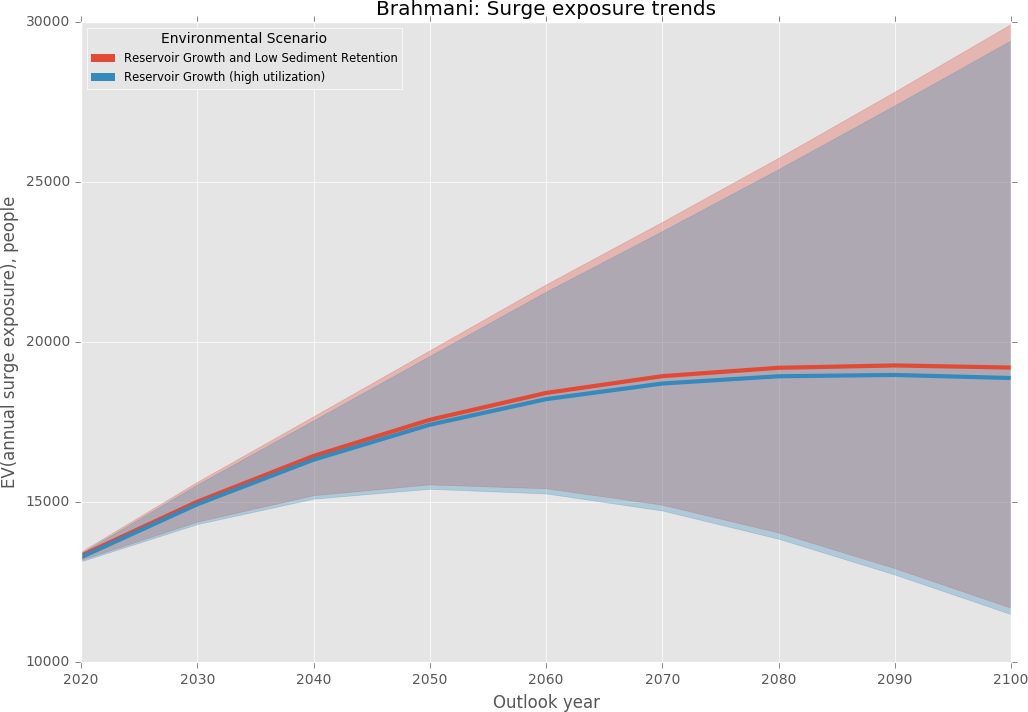 Brahmani: Surge exposure trends
Environmental Scenario
Reservoir Growth and Low Sediment Retention
Reservoir Growth (high utilization)
EV(annual surge exposure), people
30000
25000
20000
15000
10000
2020 2030 2040 2050 2060 2070 2080 2090 2100
Outlook year